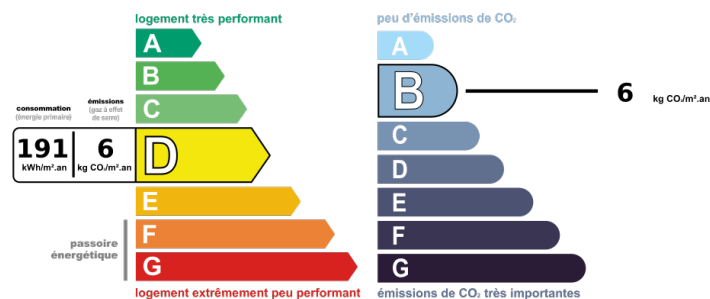 logement très performant
A
B
C
consommation
(énergie primaire)
émissions
(gaz à effet
de serre)
191
kWh/m².an
6
kg CO₂/m².an
D
E
F
G
passoire
énergétique
logement extrêmement peu performant
peu d'émissions de CO₂
A
B
6
kg CO₂/m².an
C
D
E
F
G
émissions de CO₂ très importantes